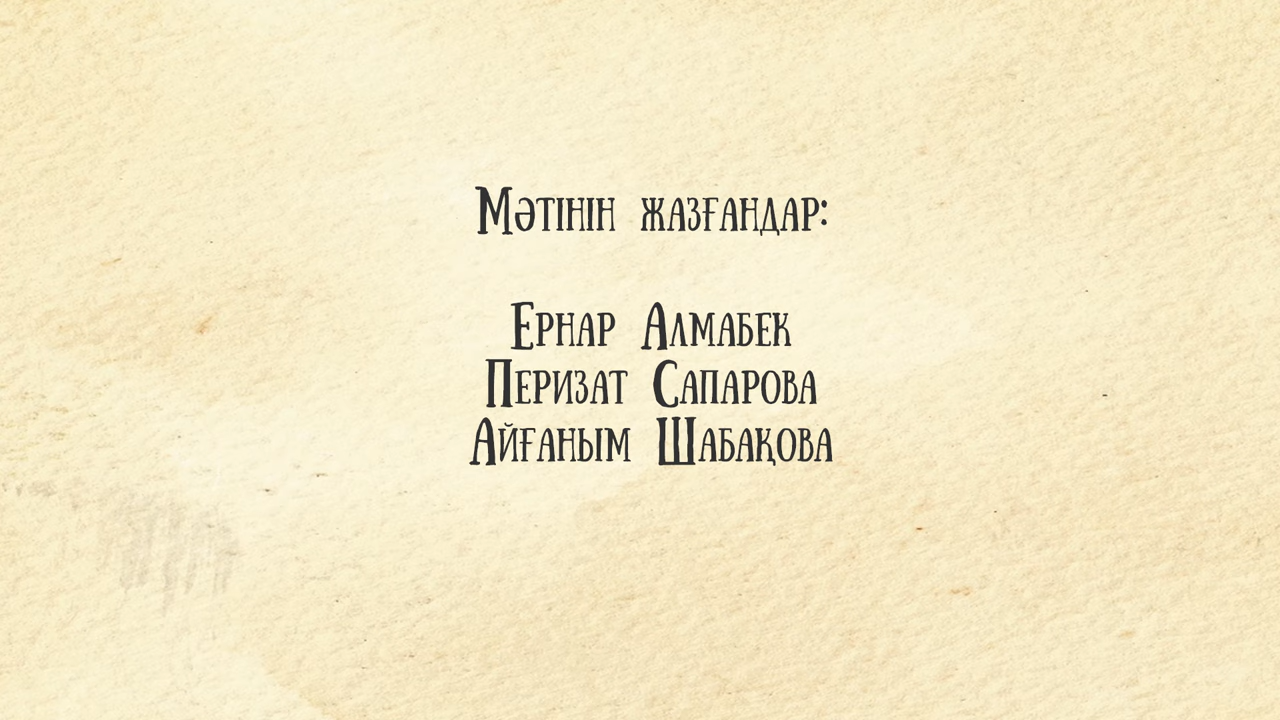 Мәтінін жазғандар:
Ернар Алмабек
Перизат Сапарова
Айғаным Шабақова